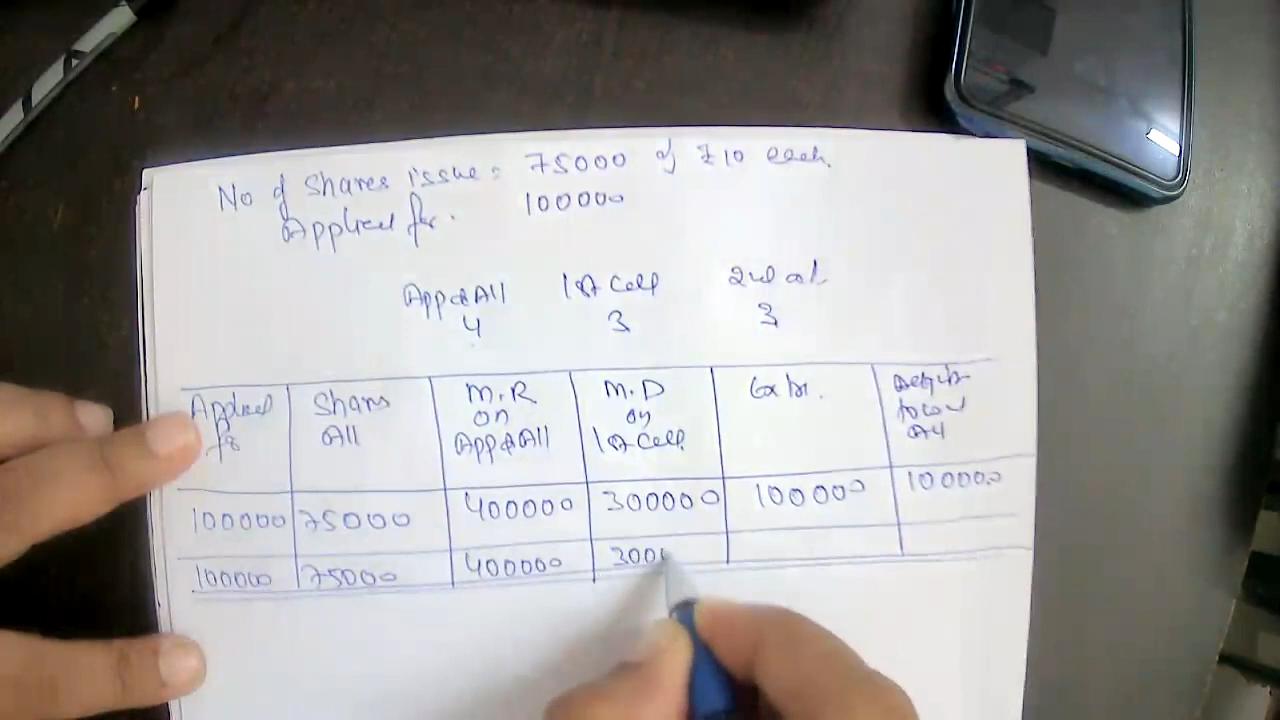 No of shares issue = 75000 of ₹10 each.
Applied for. 100000
App & All 1st Call 2nd cal
4 3 3
Applied for Shares All M.R on App & All M.D on 1st Call. Ex
100000 75000 400000 300000 100000 100000
100000 75000 400000 300